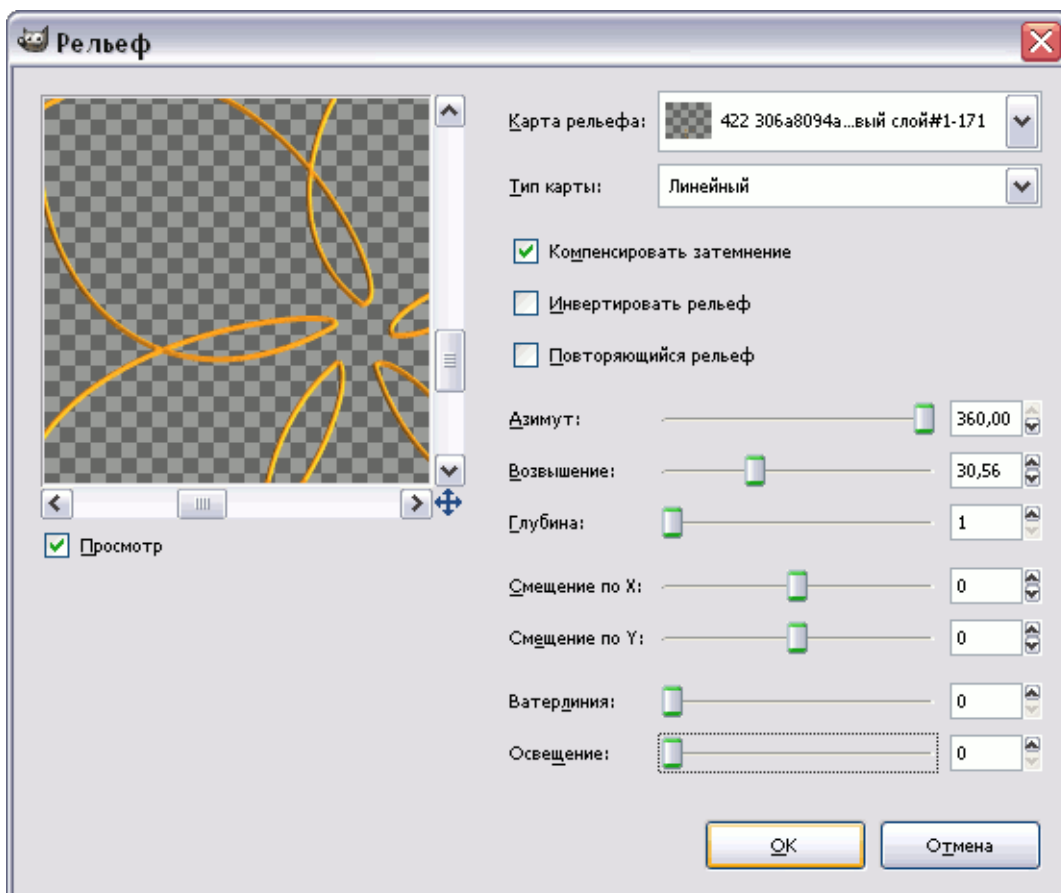 Рельеф
Карта рельефа: 422 306a8094a...вый слой#1-171
Тип карты: Линейный
Компенсировать затемнение
Инвертировать рельеф
Повторяющийся рельеф
Азимут: 360,00
Возвышение: 30,56
Глубина: 1
Просмотр
Смещение по X: 0
Смещение по Y: 0
Ватерлиния: 0
Освещение: 0
OK Отмена